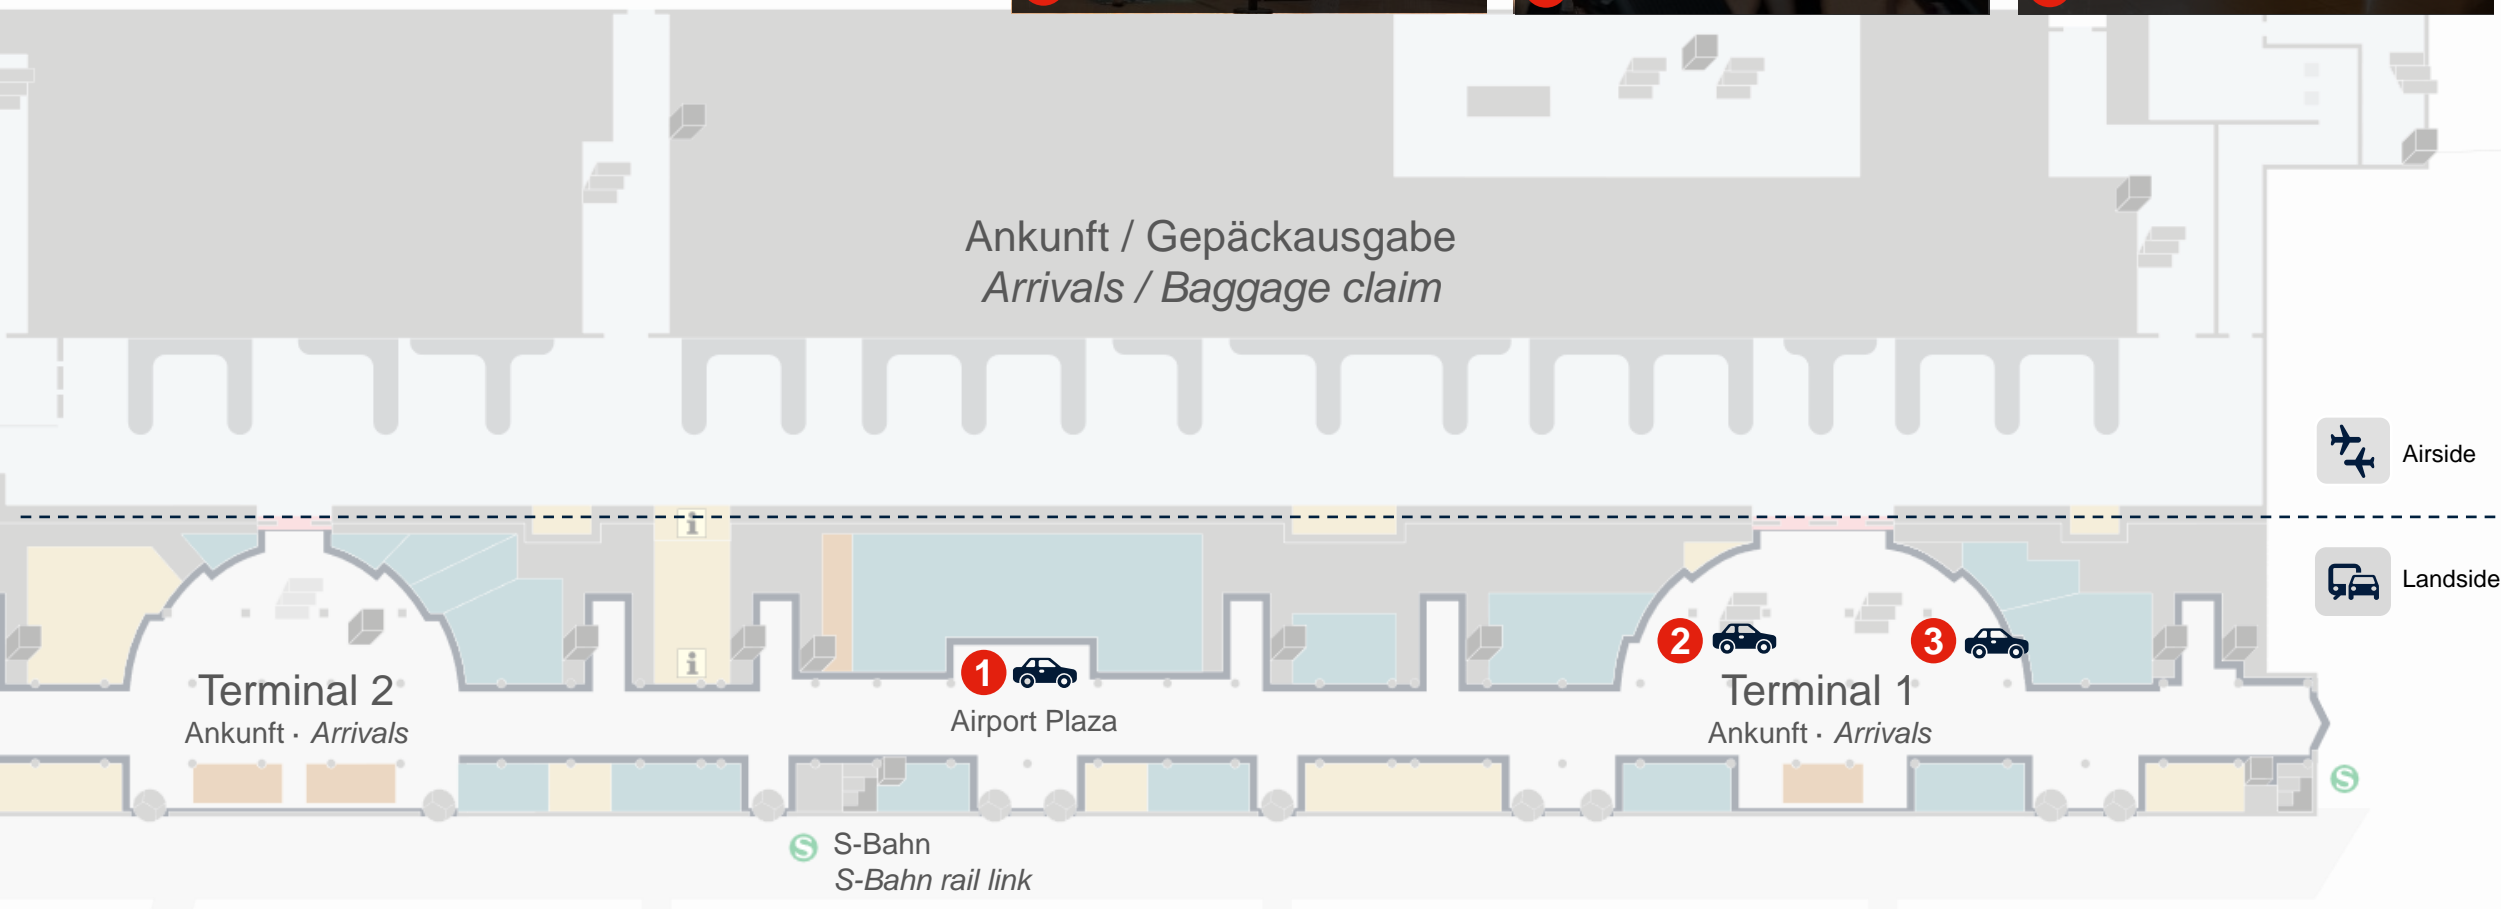 Ankunft / Gepäckausgabe
Arrivals / Baggage claim
Airside
Landside
i
i
1
2
3
Terminal 2
Ankunft · Arrivals
Airport Plaza
Terminal 1
Ankunft · Arrivals
S
S
S-Bahn
S-Bahn rail link